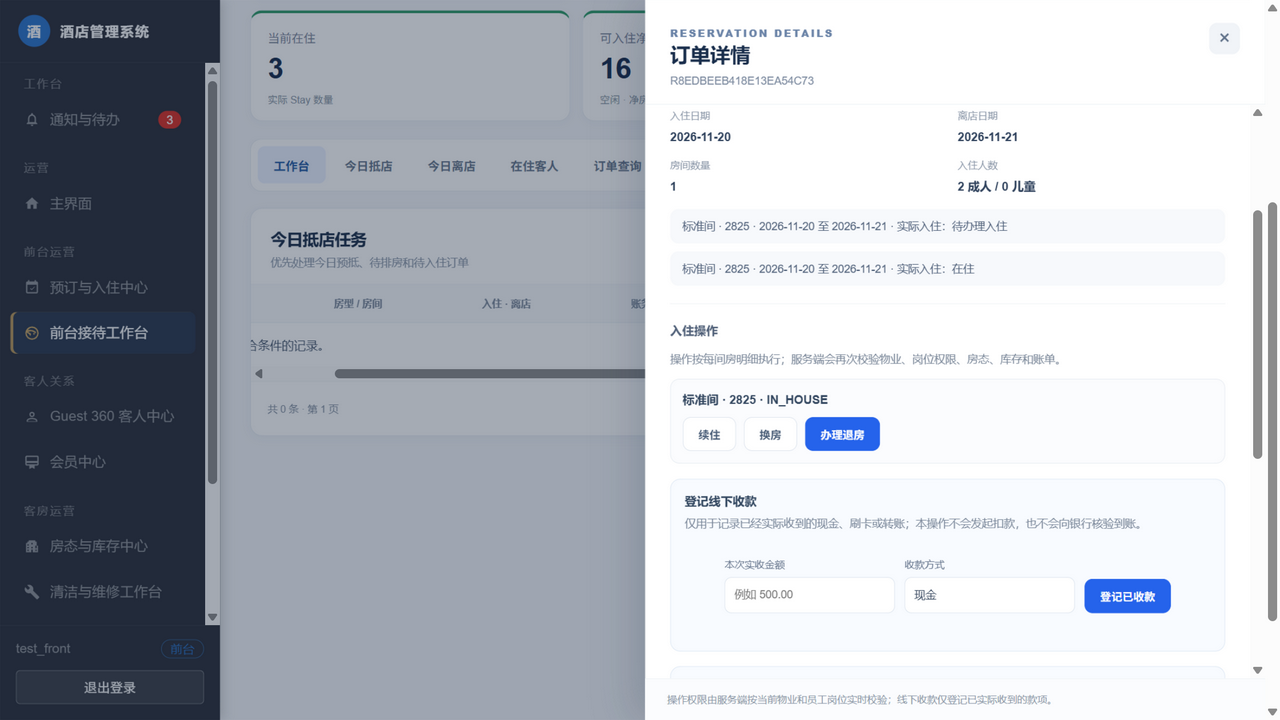 酒 酒店管理系统
工作台
通知与待办 3
运营
主界面
前台运营
预订与入住中心
前台接待工作台
客人关系
Guest 360 客人中心
会员中心
客房运营
房态与库存中心
清洁与维修工作台
test_front 前台
退出登录
当前在住
3
实际 Stay 数量
可入住净
16
空闲 · 净房
工作台 今日抵店 今日离店 在住客人 订单查询
今日抵店任务
优先处理今日预抵、待排房和待入住订单
房型 / 房间 入住 · 离店
合条件的记录。
共 0 条 · 第 1 页
RESERVATION DETAILS
订单详情
R8EDBEEB418E13EA54C73
入住日期 离店日期
2026-11-20 2026-11-21
房间数量 入住人数
1 2 成人 / 0 儿童
标准间 · 2825 · 2026-11-20 至 2026-11-21 · 实际入住：待办理入住
标准间 · 2825 · 2026-11-20 至 2026-11-21 · 实际入住：在住
入住操作
操作按每间房明细执行；服务端会再次校验物业、岗位权限、房态、库存和账单。
标准间 · 2825 · IN_HOUSE
续住 换房 办理退房
登记线下收款
仅用于记录已经实际收到的现金、刷卡或转账；本操作不会发起扣款，也不会向银行核验到账。
本次实收金额 收款方式
例如 500.00 现金 登记已收款
操作权限由服务端按当前物业和员工岗位实时校验；线下收款仅登记已实际收到的款项。